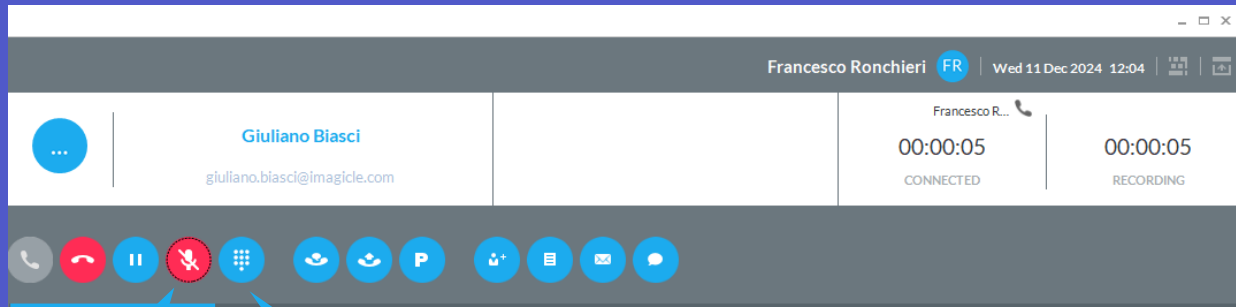 Francesco Ronchieri FR Wed 11 Dec 2024 12:04
Francesco R...
... Giuliano Biasci 00:00:05 00:00:05
giuliano.biasci@imagicle.com CONNECTED RECORDING
P